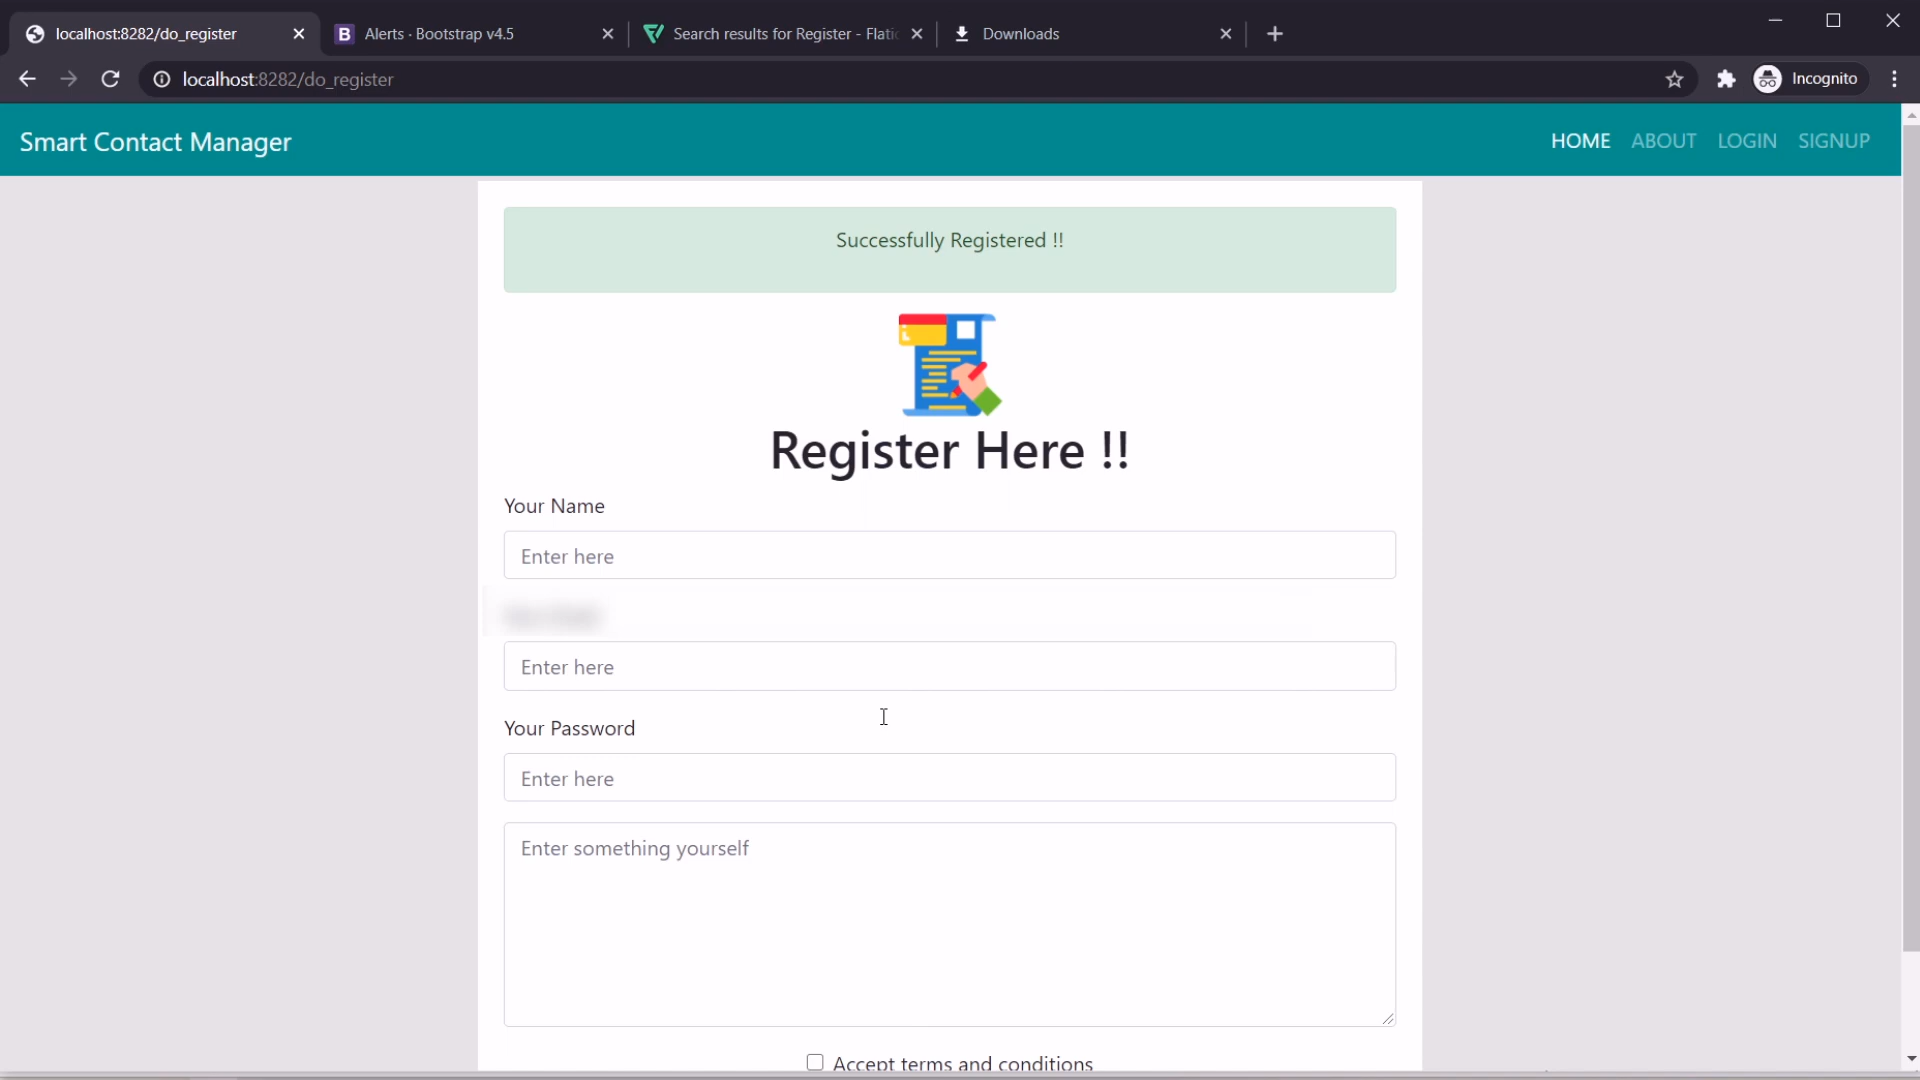 localhost:8282/do_register
Alerts · Bootstrap v4.5
Search results for Register - Flatic
Downloads
localhost:8282/do_register
Incognito
Smart Contact Manager
HOME ABOUT LOGIN SIGNUP
Successfully Registered !!
Register Here !!
Your Name
Enter here
Enter here
Your Password
Enter here
Enter something yourself
Accept terms and conditions